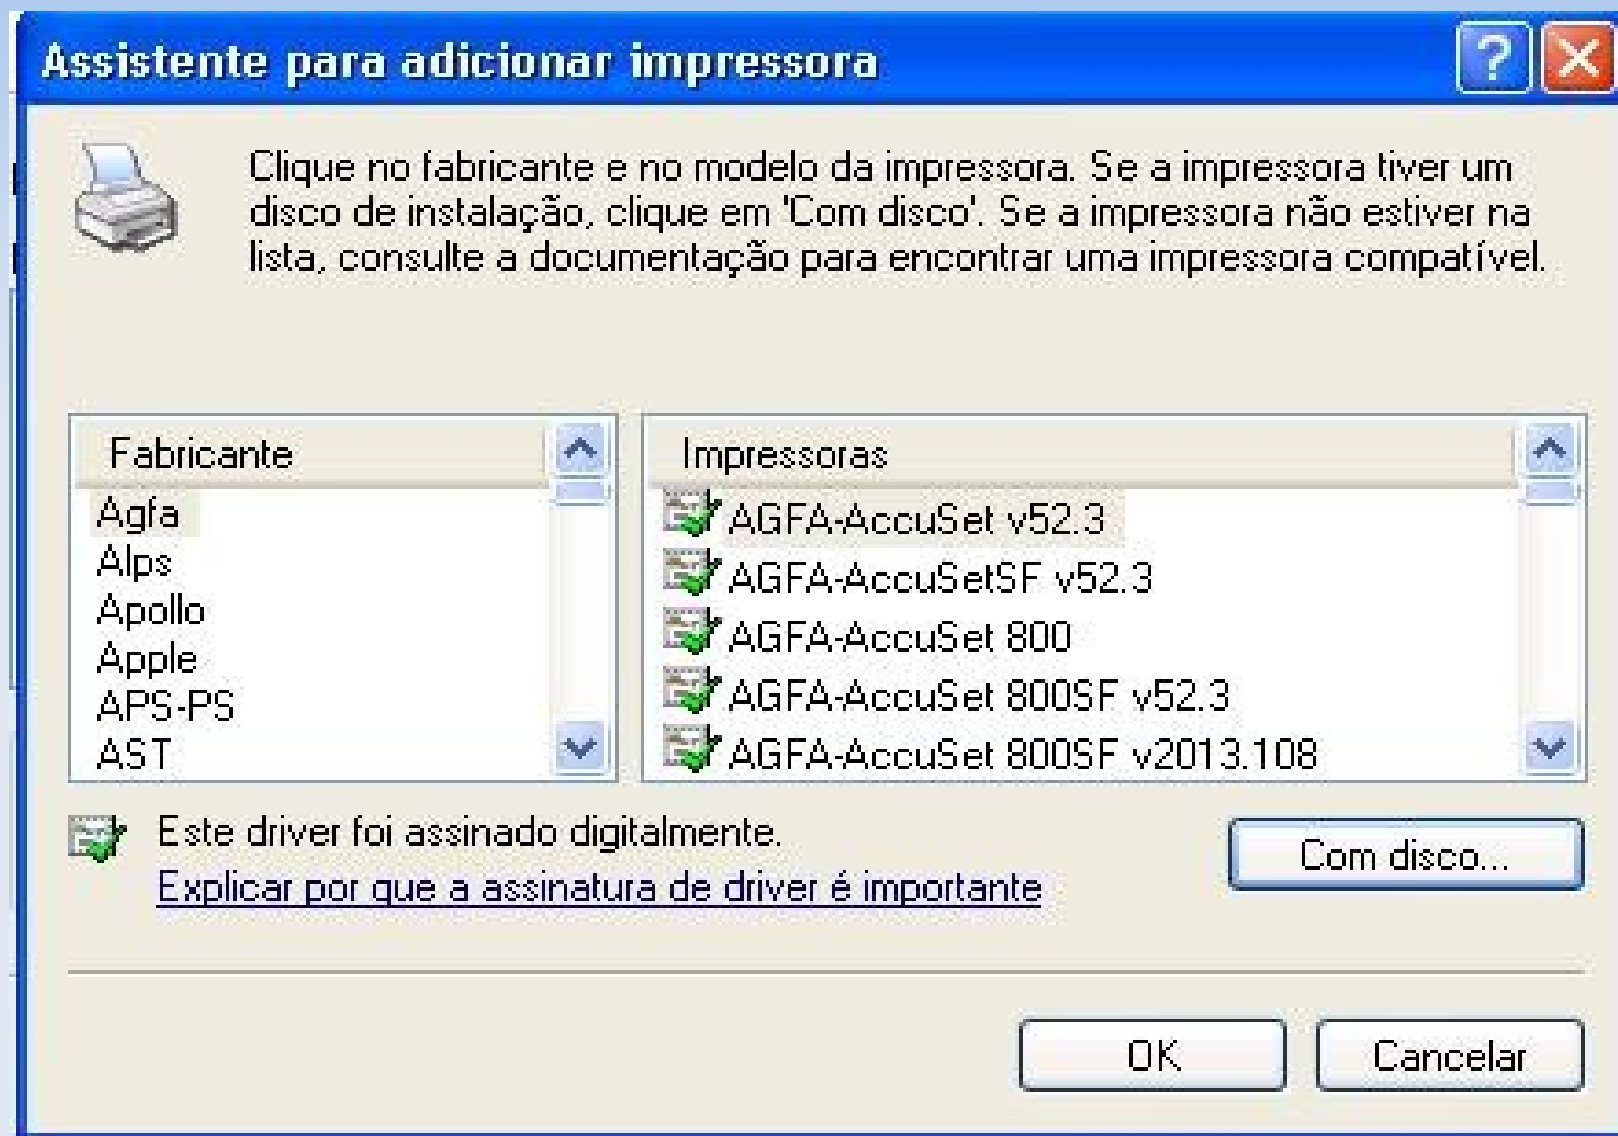 Assistente para adicionar impressora
Clique no fabricante e no modelo da impressora. Se a impressora tiver um
disco de instalação, clique em 'Com disco'. Se a impressora não estiver na
lista, consulte a documentação para encontrar uma impressora compatível.
Fabricante
Agfa
Alps
Apollo
Apple
APS-PS
AST
Impressoras
AGFA-AccuSet v52.3
AGFA-AccuSetSF v52.3
AGFA-AccuSet 800
AGFA-AccuSet 800SF v52.3
AGFA-AccuSet 800SF v2013.108
Este driver foi assinado digitalmente.
Explicar por que a assinatura de driver é importante
Com disco...
OK
Cancelar